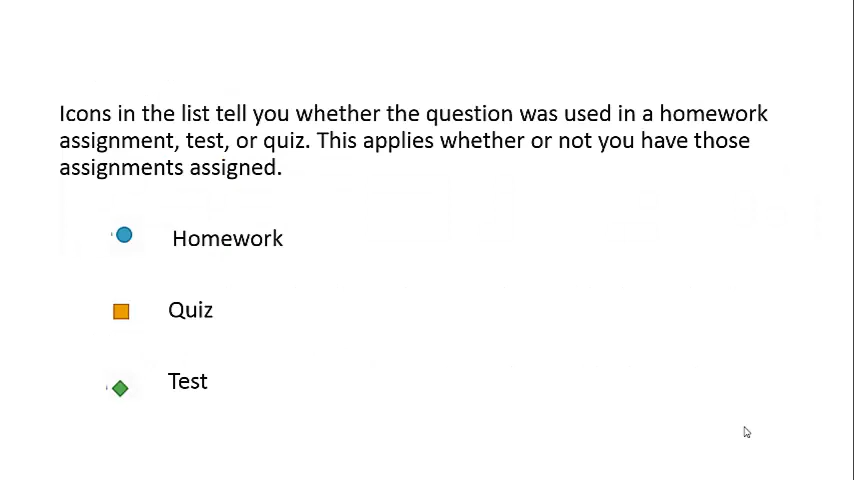 Icons in the list tell you whether the question was used in a homework
assignment, test, or quiz. This applies whether or not you have those
assignments assigned.
Homework
Quiz
Test